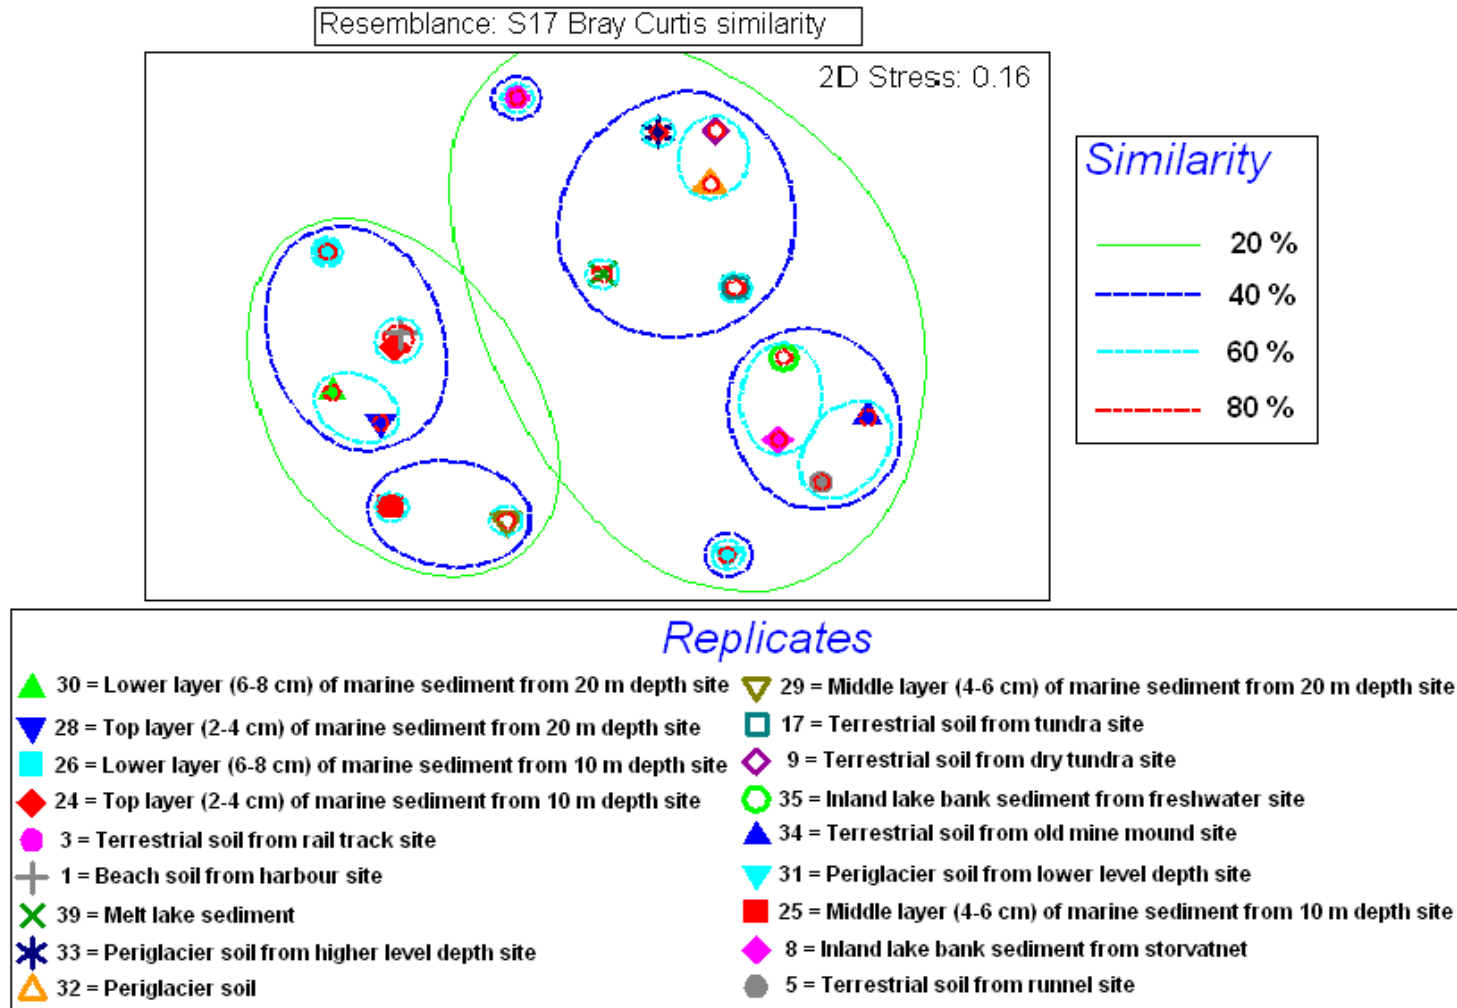 Resemblance: S17 Bray Curtis similarity
2D Stress: 0.16
Similarity
20 %
40 %
60 %
80 %
Replicates
30 = Lower layer (6-8 cm) of marine sediment from 20 m depth site
28 = Top layer (2-4 cm) of marine sediment from 20 m depth site
26 = Lower layer (6-8 cm) of marine sediment from 10 m depth site
24 = Top layer (2-4 cm) of marine sediment from 10 m depth site
3 = Terrestrial soil from rail track site
1 = Beach soil from harbour site
39 = Melt lake sediment
33 = Periglacier soil from higher level depth site
32 = Periglacier soil
29 = Middle layer (4-6 cm) of marine sediment from 20 m depth site
17 = Terrestrial soil from tundra site
9 = Terrestrial soil from dry tundra site
35 = Inland lake bank sediment from freshwater site
34 = Terrestrial soil from old mine mound site
31 = Periglacier soil from lower level depth site
25 = Middle layer (4-6 cm) of marine sediment from 10 m depth site
8 = Inland lake bank sediment from storvatnet
5 = Terrestrial soil from runnel site